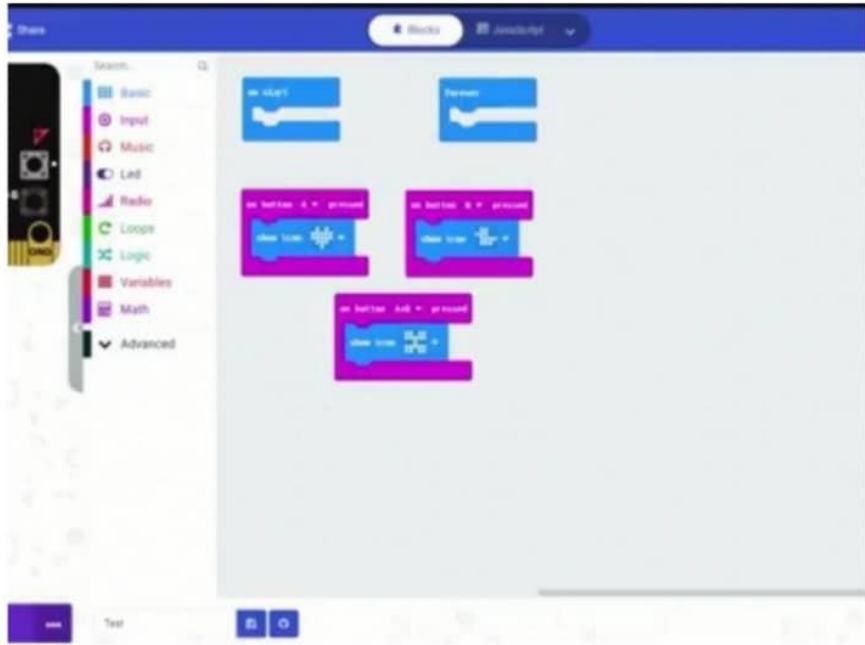 Share
Blocks
JavaScript
Search...
Basic
Input
Music
Led
Radio
Loops
Logic
Variables
Math
Advanced
on start
forever
on button A pressed
show icon
on button B pressed
show icon
on button A+B pressed
show icon
GND
Test